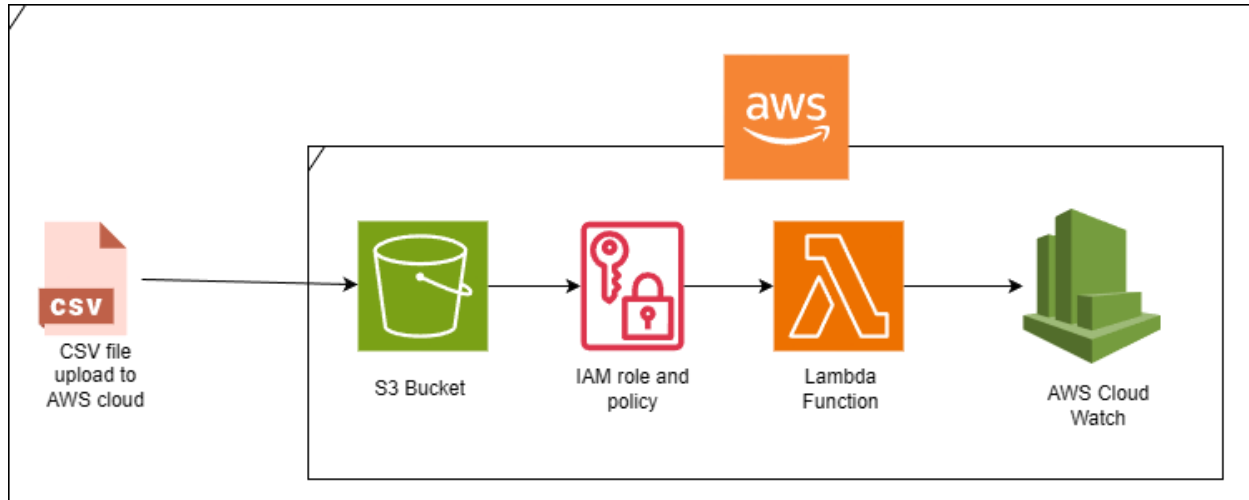 aws
CSV
CSV file
upload to
AWS cloud
S3 Bucket
IAM role and
policy
Lambda
Function
AWS Cloud
Watch